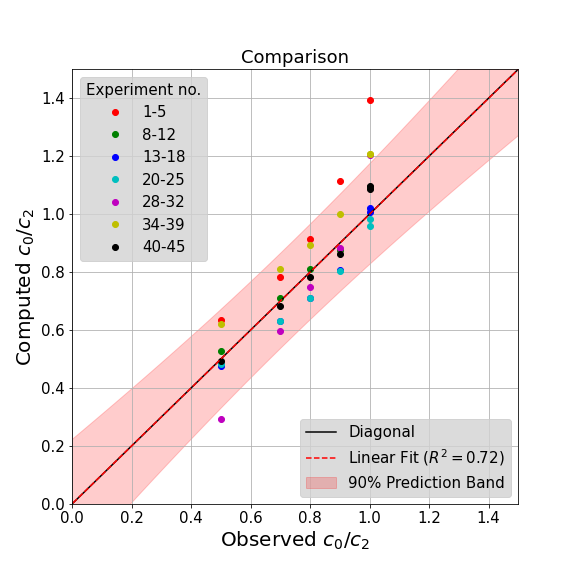 Comparison
Computed c0/c2
1.4
1.2
1.0
0.8
0.6
0.4
0.2
0.0
Experiment no.
1-5
8-12
13-18
20-25
28-32
34-39
40-45
Diagonal
Linear Fit (R² = 0.72)
90% Prediction Band
0.0 0.2 0.4 0.6 0.8 1.0 1.2 1.4
Observed c0/c2